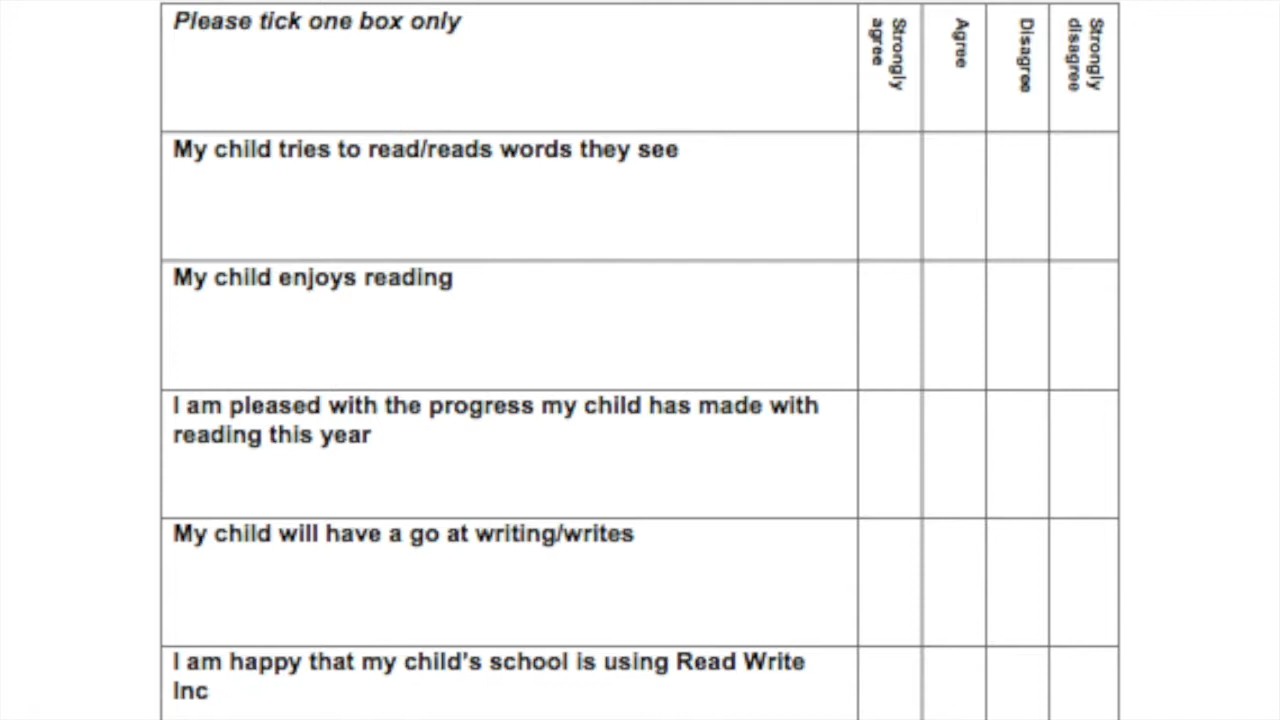 Please tick one box only
Strongly
agree
Agree
Disagree
Strongly
disagree
My child tries to read/reads words they see
My child enjoys reading
I am pleased with the progress my child has made with
reading this year
My child will have a go at writing/writes
I am happy that my child's school is using Read Write
Inc